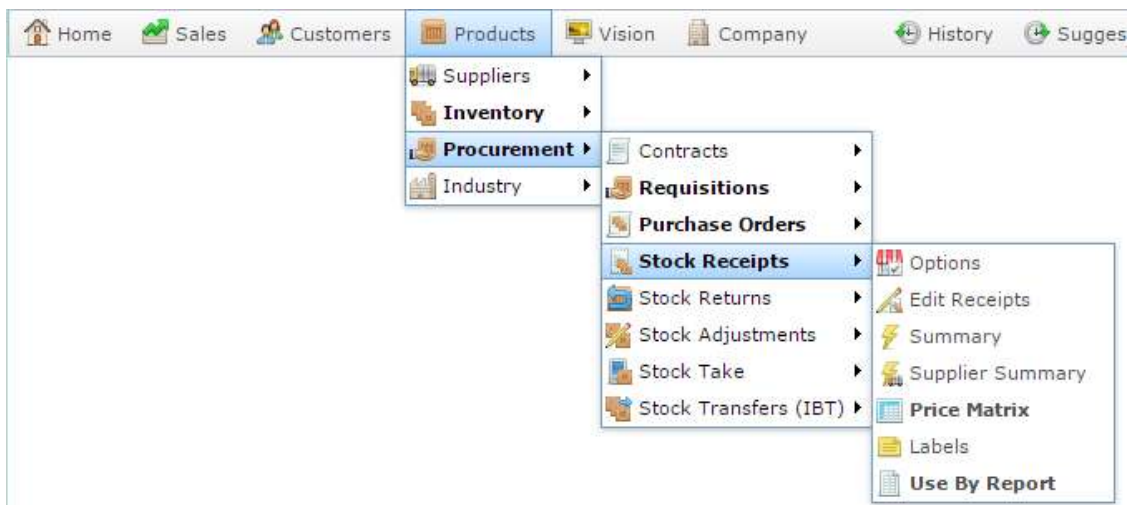 Home Sales Customers Products Vision Company History Sugges
Suppliers
Inventory
Procurement
Industry
Contracts
Requisitions
Purchase Orders
Stock Receipts
Stock Returns
Stock Adjustments
Stock Take
Stock Transfers (IBT)
Options
Edit Receipts
Summary
Supplier Summary
Price Matrix
Labels
Use By Report